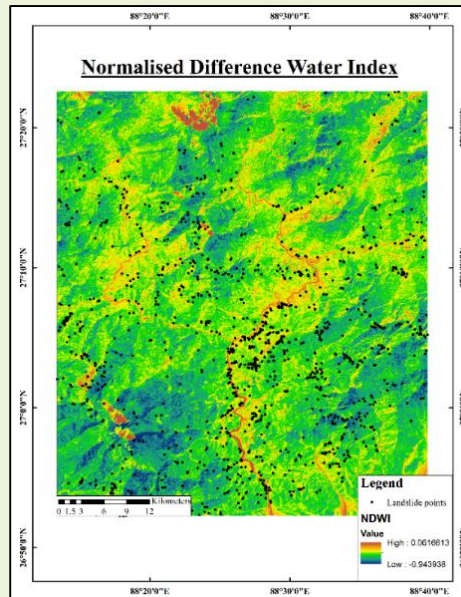 88°20'0"E 88°30'0"E 88°40'0"E
Normalised Difference Water Index
27°20'0"N
27°10'0"N
27°0'0"N
26°50'0"N
Kilometers
0 1.5 3 6 9 12
Legend
Landslide points
NDWI
Value
High : 0.0616613
Low : -0.943938
88°20'0"E 88°30'0"E 88°40'0"E